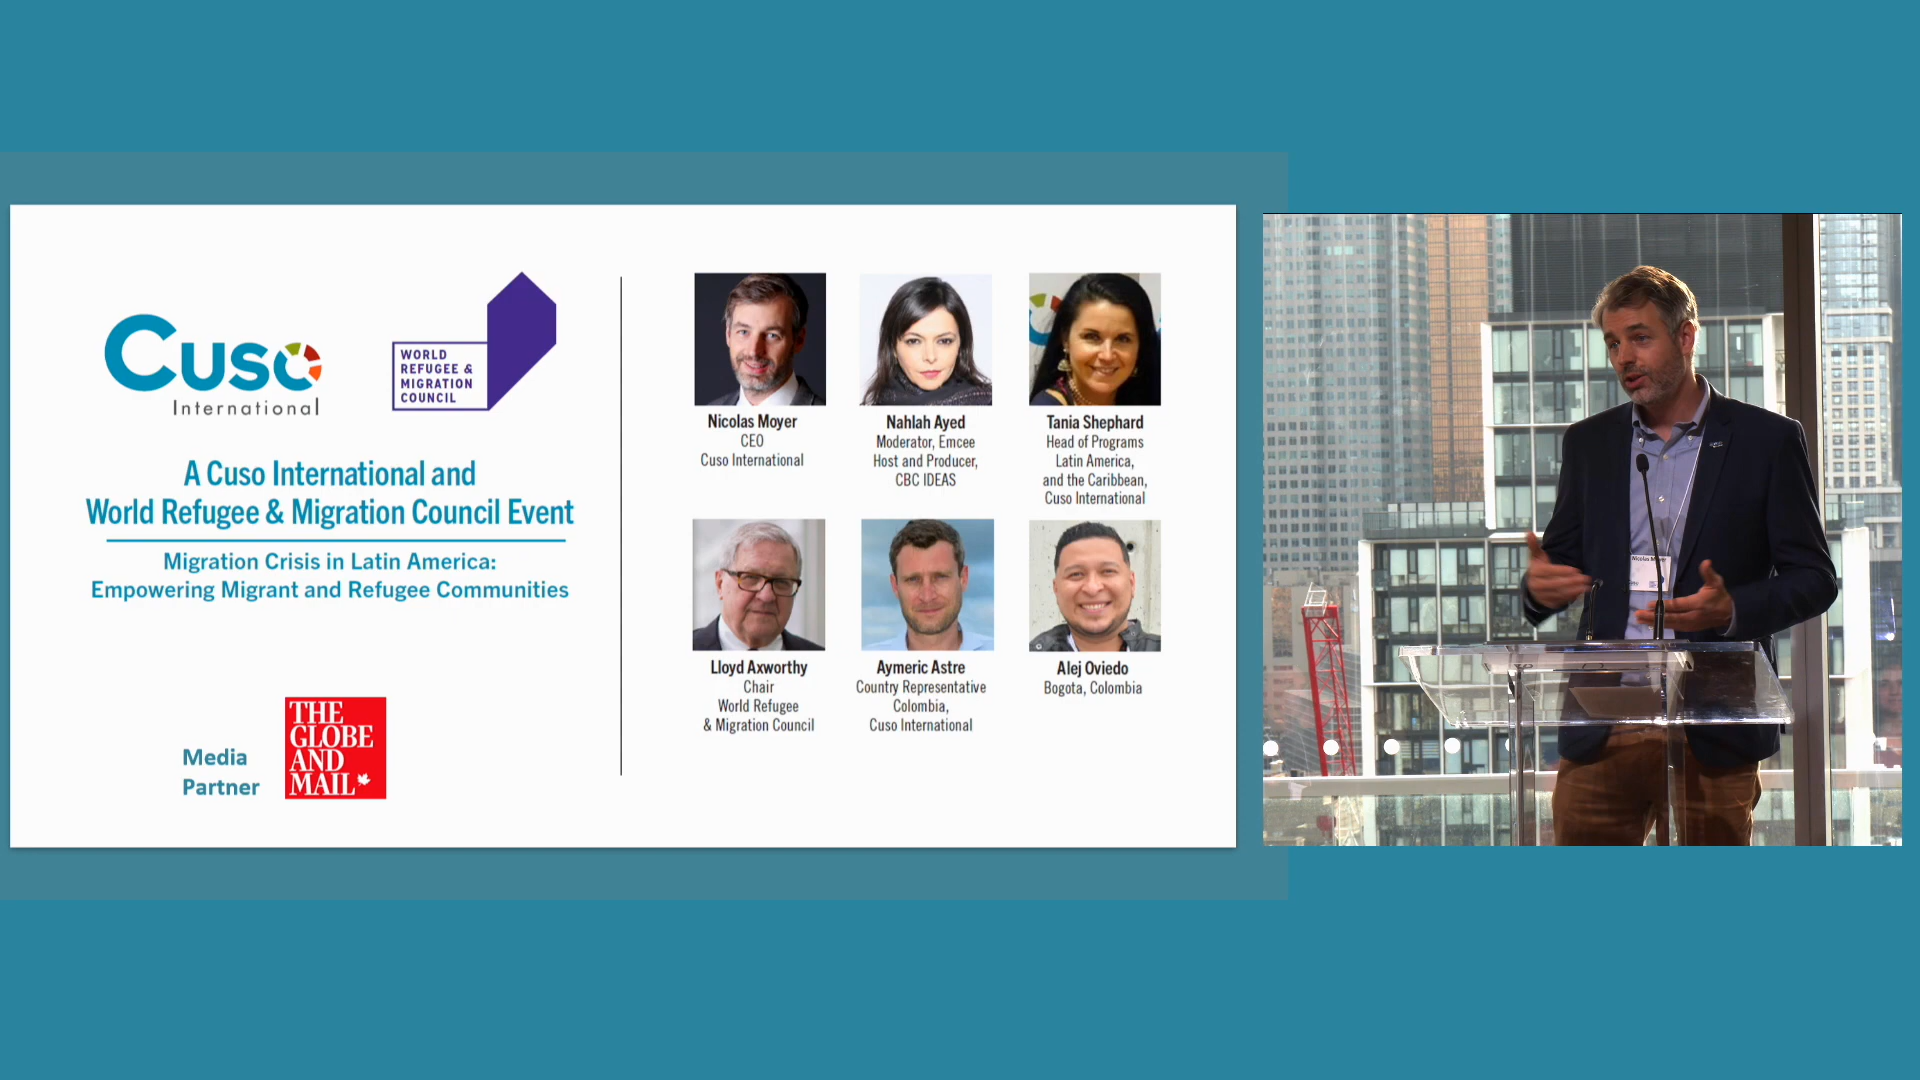 Cuso
International
WORLD
REFUGEE &
MIGRATION
COUNCIL
A Cuso International and
World Refugee & Migration Council Event
Migration Crisis in Latin America:
Empowering Migrant and Refugee Communities
Media
Partner
THE
GLOBE
AND
MAIL
Nicolas Moyer
CEO
Cuso International
Nahlah Ayed
Moderator, Emcee
Host and Producer,
CBC IDEAS
Tania Shephard
Head of Programs
Latin America,
and the Caribbean,
Cuso International
Lloyd Axworthy
Chair
World Refugee
& Migration Council
Aymeric Astre
Country Representative
Colombia,
Cuso International
Alej Oviedo
Bogota, Colombia
Nicolas Moyer